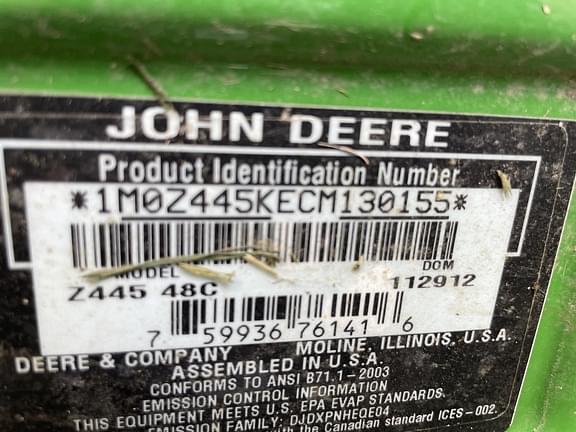 JOHN DEERE
Product Identification Number
*1M0Z445KECM130155*
MODEL DOM
Z445 48C 112912
7 59936 76141 6
DEERE & COMPANY MOLINE, ILLINOIS, U.S.A.
ASSEMBLED IN U.S.A.
CONFORMS TO ANSI B71.1-2003
EMISSION CONTROL INFORMATION
THIS EQUIPMENT MEETS U.S. EPA EVAP STANDARDS.
EMISSION FAMILY: DJDXPNHEQE04
with the Canadian standard ICES-002.